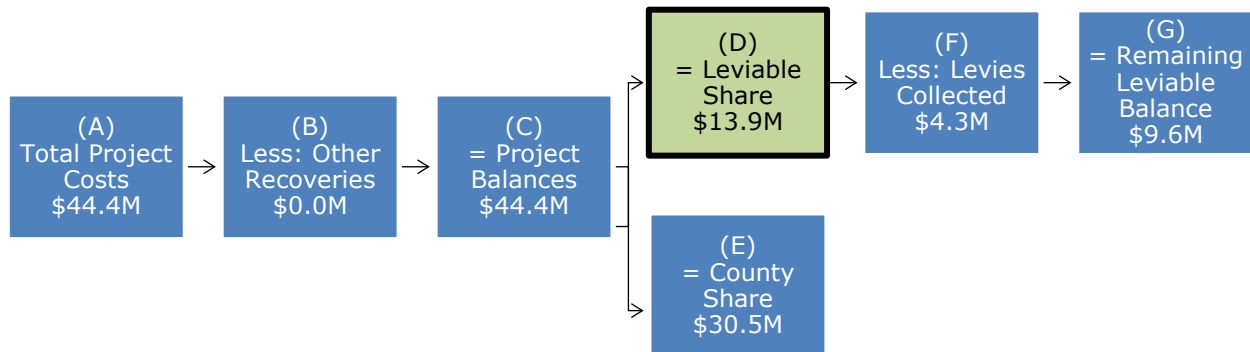 (A)
Total Project
Costs
$44.4M
(B)
Less: Other
Recoveries
$0.0M
(C)
= Project
Balances
$44.4M
(D)
= Leviable
Share
$13.9M
(E)
= County
Share
$30.5M
(F)
Less: Levies
Collected
$4.3M
(G)
= Remaining
Leviable
Balance
$9.6M